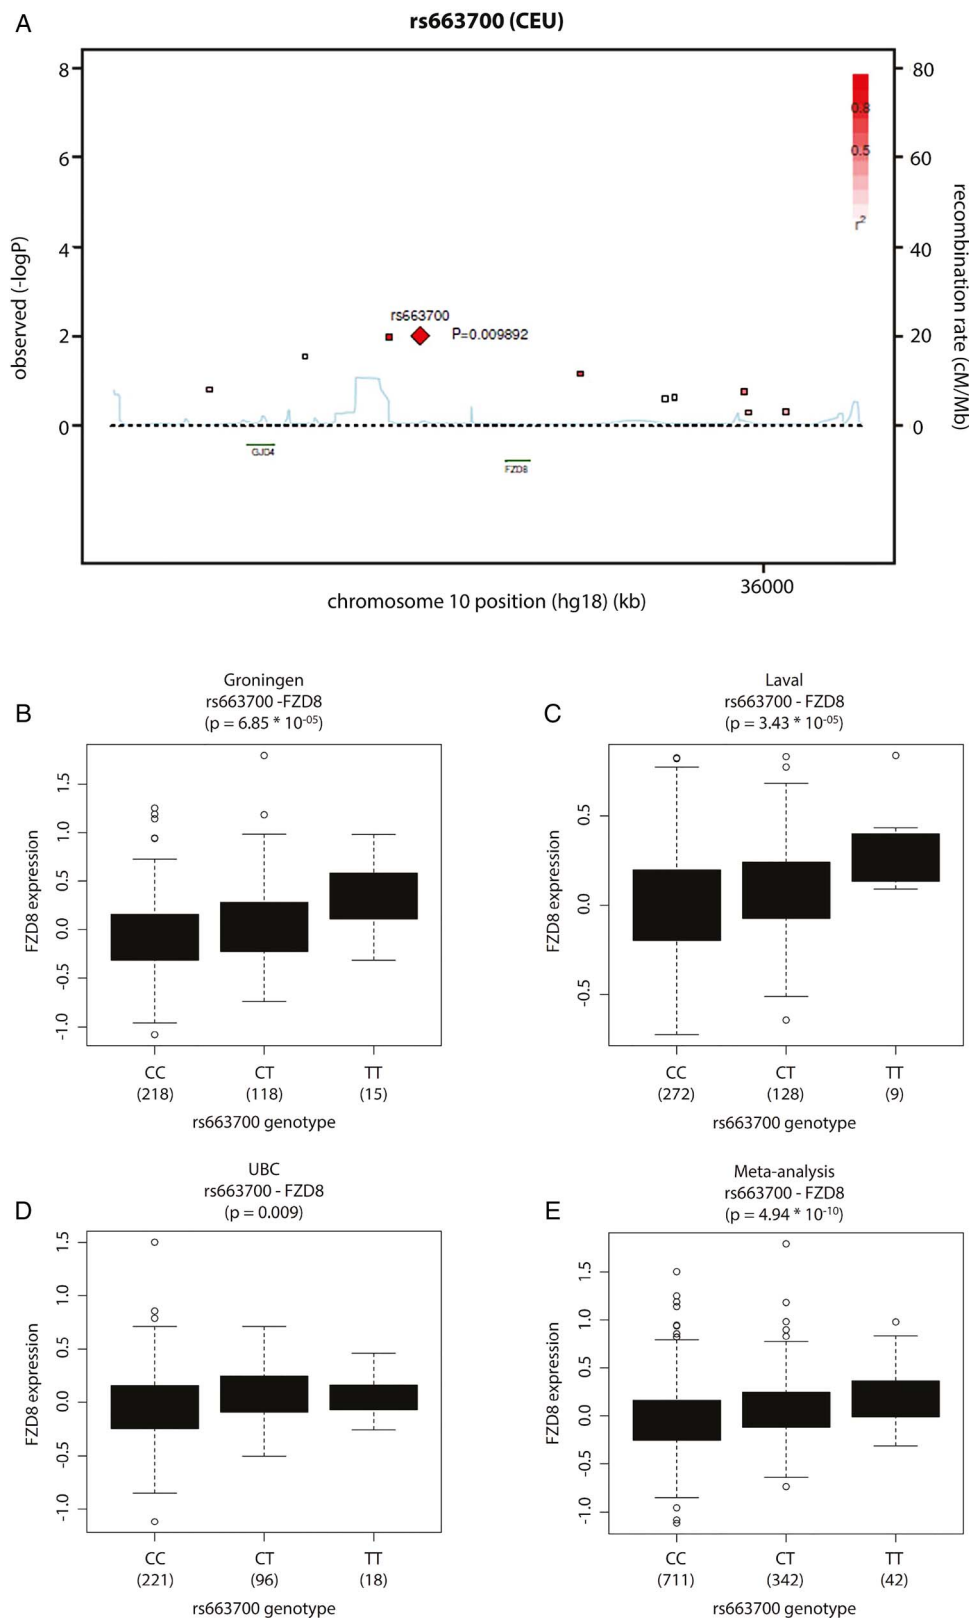 A
rs663700 (CEU)
8
6
4
2
0
observed (-logP)
80
60
40
20
0
recombination rate (cM/Mb)
0.8
0.5
r²
rs663700
P=0.009892
GJD4
FZD8
36000
chromosome 10 position (hg18) (kb)
B
Groningen
rs663700 -FZD8
(p = 6.85 * 10⁻⁰⁵)
FZD8 expression
1.5
1.0
0.5
0.0
-0.5
-1.0
CC CT TT
(218) (118) (15)
rs663700 genotype
C
Laval
rs663700 - FZD8
(p = 3.43 * 10⁻⁰⁵)
FZD8 expression
0.5
0.0
-0.5
CC CT TT
(272) (128) (9)
rs663700 genotype
D
UBC
rs663700 - FZD8
(p = 0.009)
FZD8 expression
1.5
1.0
0.5
0.0
-0.5
-1.0
CC CT TT
(221) (96) (18)
rs663700 genotype
E
Meta-analysis
rs663700 - FZD8
(p = 4.94 * 10⁻¹⁰)
FZD8 expression
1.5
1.0
0.5
0.0
-0.5
-1.0
CC CT TT
(711) (342) (42)
rs663700 genotype